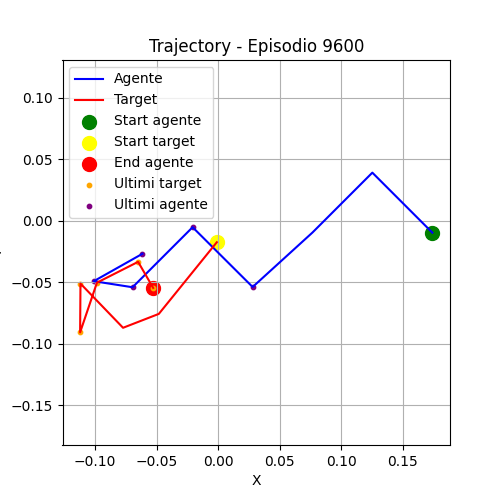 Trajectory - Episodio 9600
Agente
Target
Start agente
Start target
End agente
Ultimi target
Ultimi agente
0.10
0.05
0.00
−0.05
−0.10
−0.15
−0.10
−0.05
0.00
0.05
0.10
0.15
X